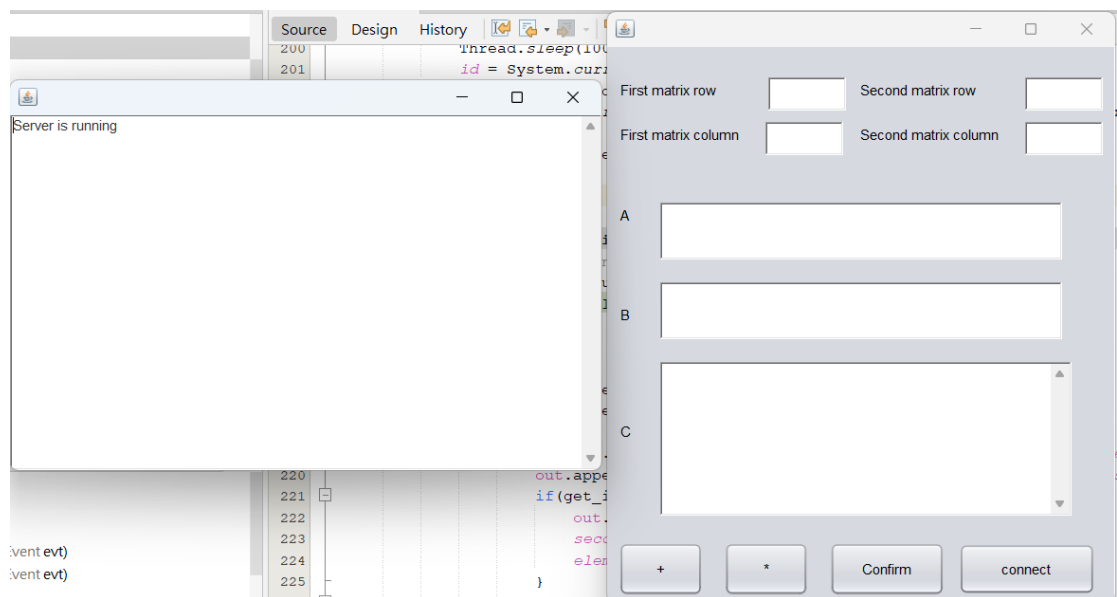 Source Design History
200 Thread.sleep(100
201 id = System.curr
Server is running
First matrix row
Second matrix row
First matrix column
Second matrix column
A
B
C
220 out.appe
221 if(get_i
222 out.
223 seco
224 elem
225 }
Event evt)
Event evt)
+ * Confirm connect